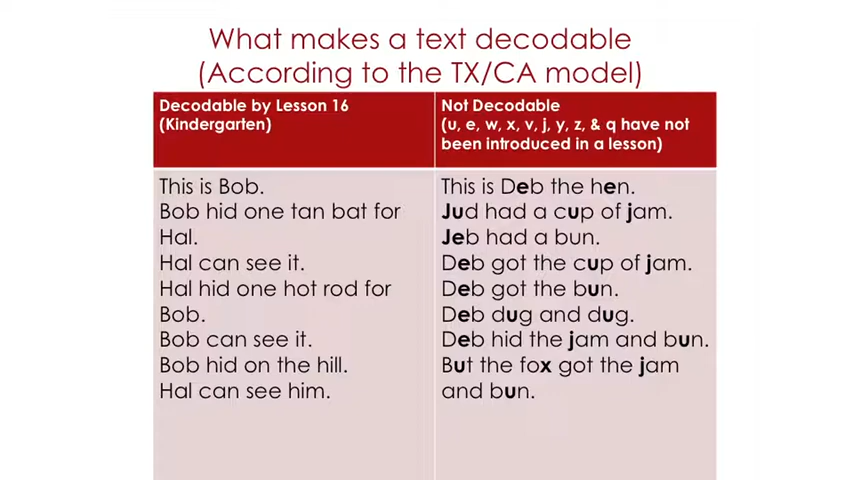 What makes a text decodable
(According to the TX/CA model)
Decodable by Lesson 16
(Kindergarten)
Not Decodable
(u, e, w, x, v, j, y, z, & q have not
been introduced in a lesson)
This is Bob.
Bob hid one tan bat for
Hal.
Hal can see it.
Hal hid one hot rod for
Bob.
Bob can see it.
Bob hid on the hill.
Hal can see him.
This is Deb the hen.
Jud had a cup of jam.
Jeb had a bun.
Deb got the cup of jam.
Deb got the bun.
Deb dug and dug.
Deb hid the jam and bun.
But the fox got the jam
and bun.